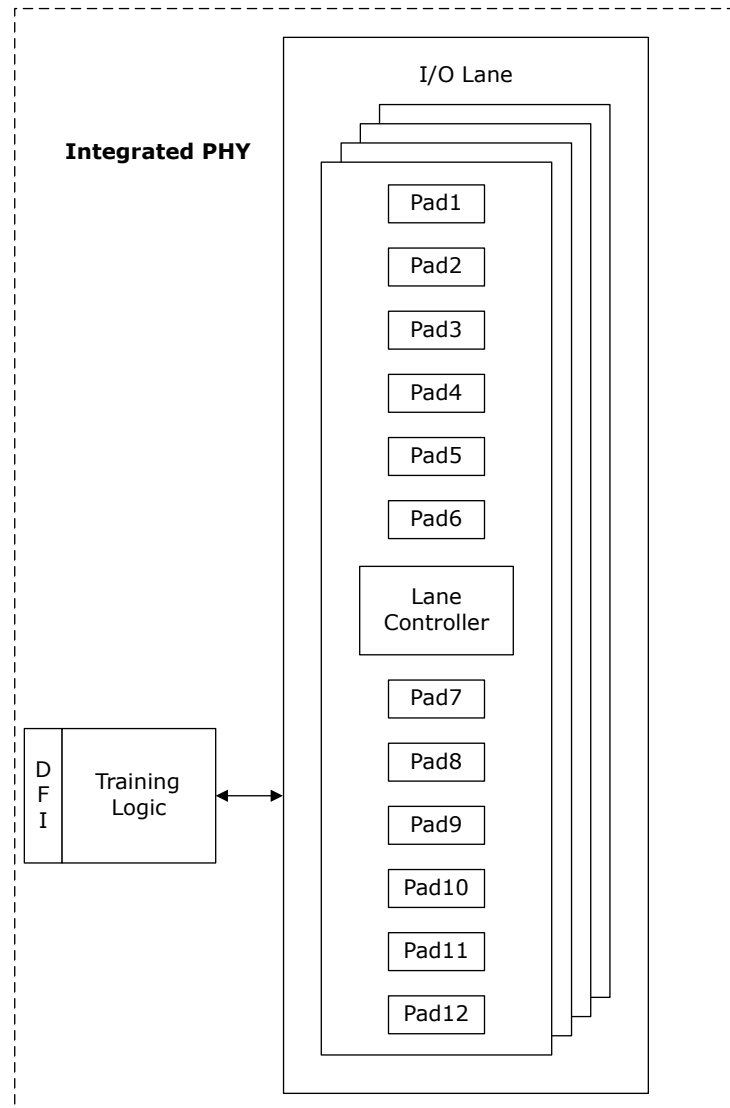 I/O Lane
Integrated PHY
Pad1
Pad2
Pad3
Pad4
Pad5
Pad6
Lane
Controller
Pad7
Pad8
Pad9
Pad10
Pad11
Pad12
D
F
I
Training
Logic